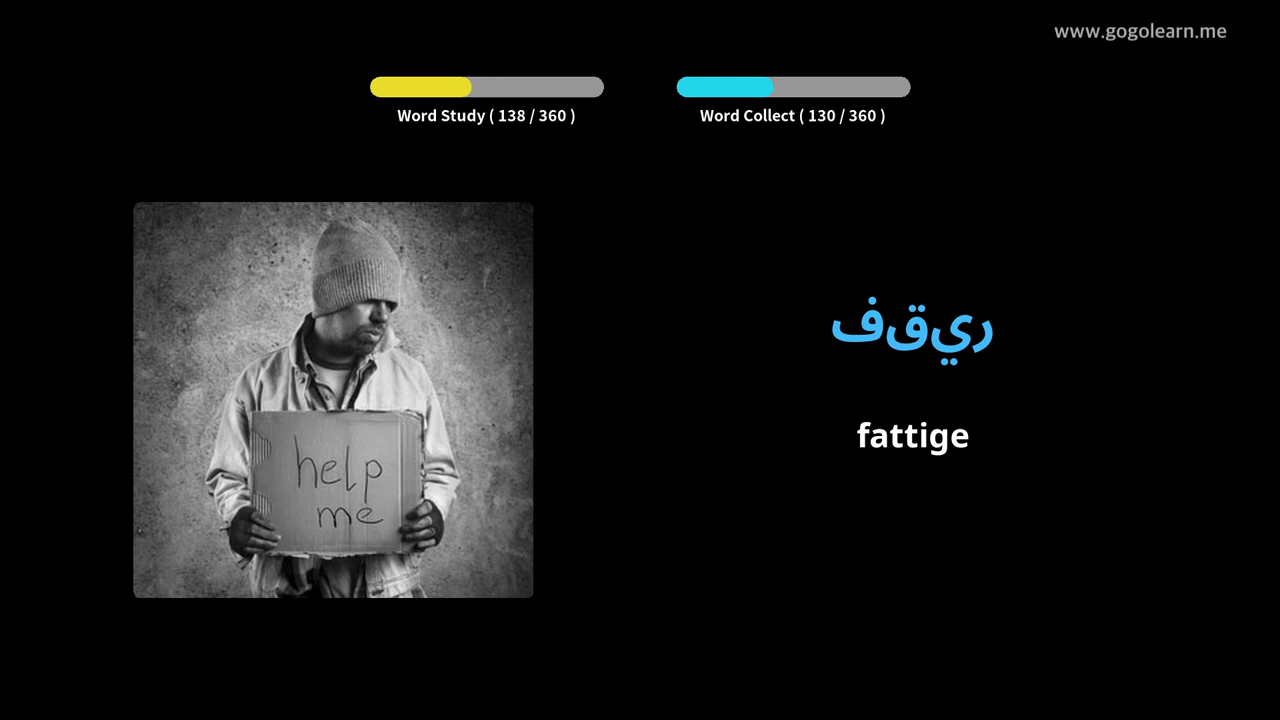 www.gogolearn.me
Word Study ( 138 / 360 )
Word Collect ( 130 / 360 )
help
me
فقير
fattige